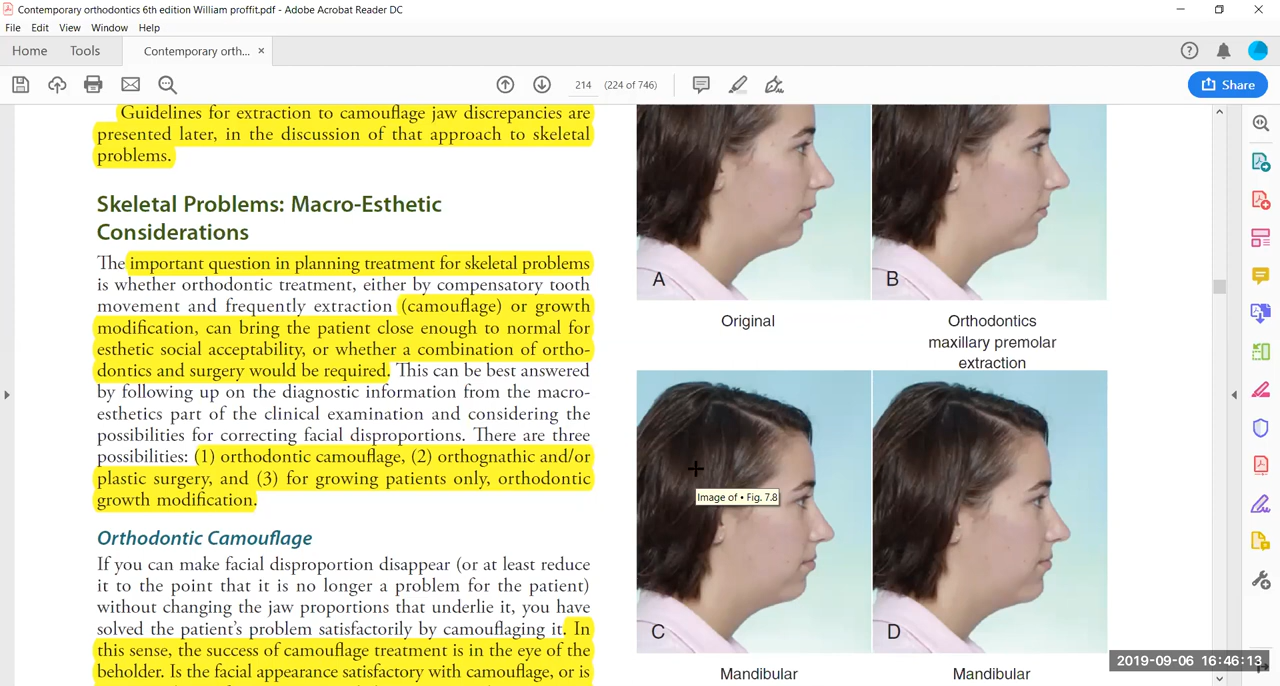 Contemporary orthodontics 6th edition William proffit.pdf - Adobe Acrobat Reader DC
File Edit View Window Help
Home Tools Contemporary orth... ×
214 (224 of 746)
Share
Guidelines for extraction to camouflage jaw discrepancies are
presented later, in the discussion of that approach to skeletal
problems.
Skeletal Problems: Macro-Esthetic
Considerations
The important question in planning treatment for skeletal problems
is whether orthodontic treatment, either by compensatory tooth
movement and frequently extraction (camouflage) or growth
modification, can bring the patient close enough to normal for
esthetic social acceptability, or whether a combination of ortho-
dontics and surgery would be required. This can be best answered
by following up on the diagnostic information from the macro-
esthetics part of the clinical examination and considering the
possibilities for correcting facial disproportions. There are three
possibilities: (1) orthodontic camouflage, (2) orthognathic and/or
plastic surgery, and (3) for growing patients only, orthodontic
growth modification.
Orthodontic Camouflage
If you can make facial disproportion disappear (or at least reduce
it to the point that it is no longer a problem for the patient)
without changing the jaw proportions that underlie it, you have
solved the patient's problem satisfactorily by camouflaging it. In
this sense, the success of camouflage treatment is in the eye of the
beholder. Is the facial appearance satisfactory with camouflage, or is
A
B
Original
Orthodontics
maxillary premolar
extraction
Image of • Fig. 7.8
C
D
Mandibular
Mandibular
2019-09-06 16:46:13